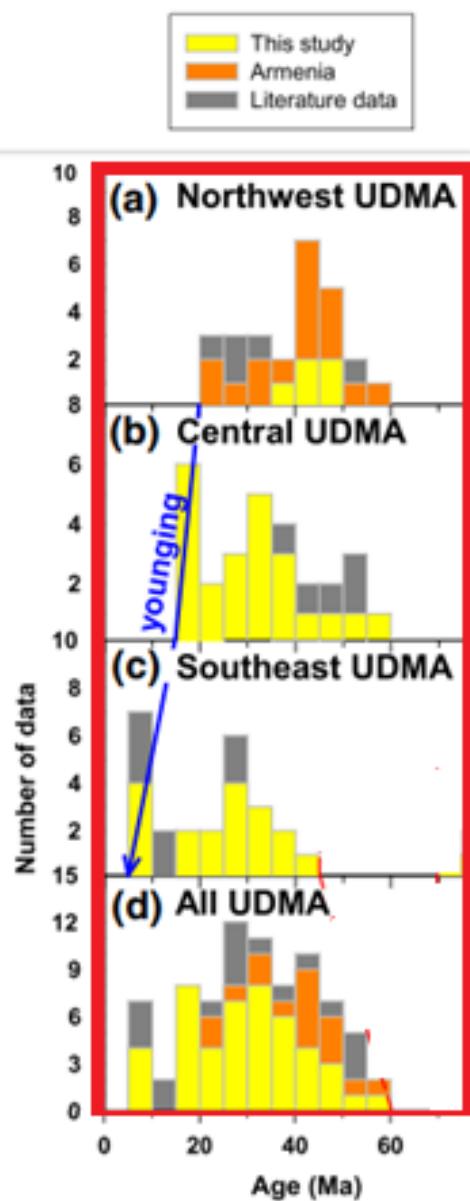 This study
Armenia
Literature data
10
(a) Northwest UDMA
8
6
4
2
8
(b) Central UDMA
6
younging
4
2
10
(c) Southeast UDMA
8
6
4
2
15
(d) All UDMA
12
9
6
3
0
Number of data
0 20 40 60
Age (Ma)